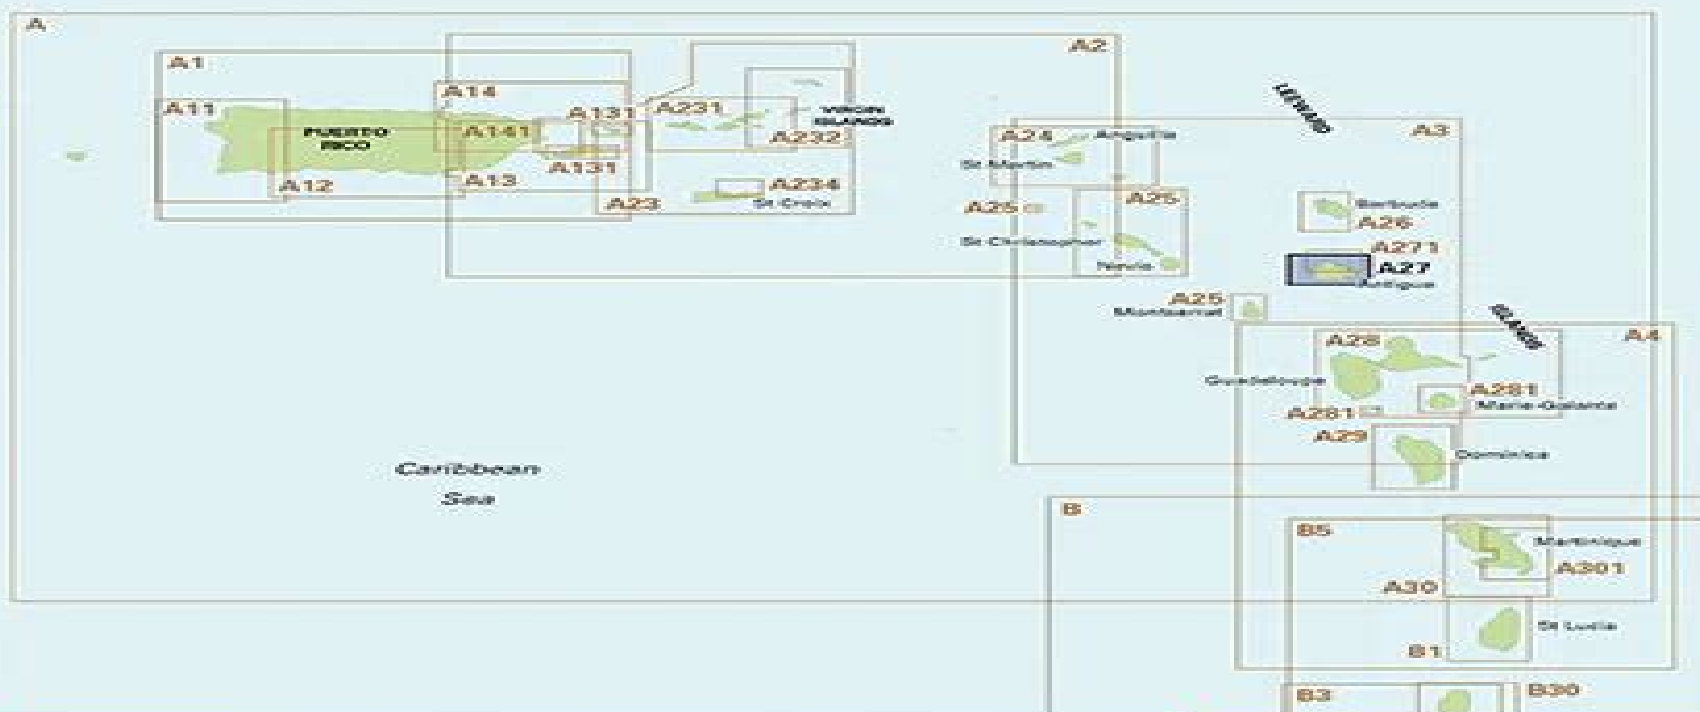 A
A1
A2
A11
A14
A131
A231
VIRGIN
ISLANDS
A232
PUERTO
RICO
A141
A131
A12
A13
A23
A234
St Croix
LEEWARD
A3
A24
Anguilla
St Martin
A25
A25
St Christopher
Nevis
Barbuda
A26
A271
A27
Antigua
A25
Montserrat
ISLANDS
A4
A28
Guadeloupe
A281
Marie-Galante
A281
A29
Dominica
Caribbean
Sea
B
B5
Martinique
A301
A30
St Lucia
B1
B3
B30